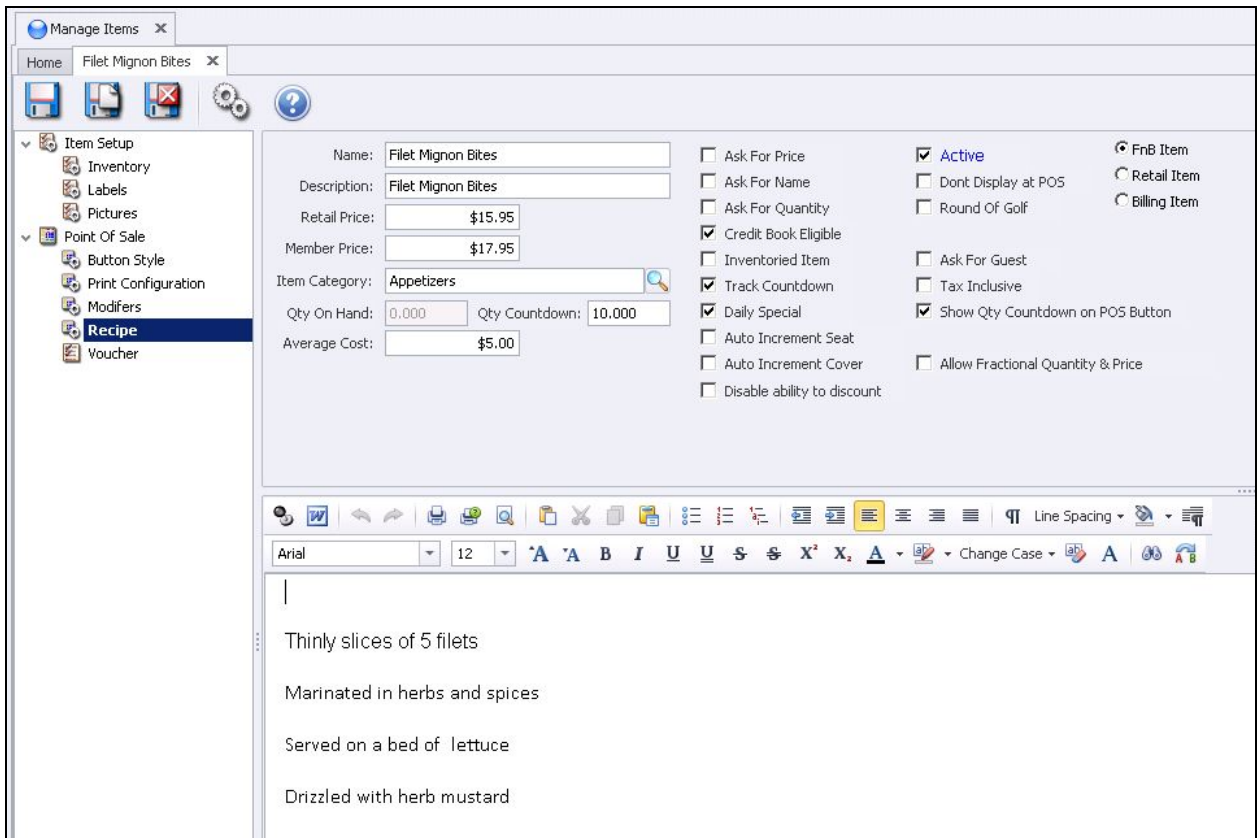 Manage Items X
Home Filet Mignon Bites X
Item Setup
Inventory
Labels
Pictures
Point Of Sale
Button Style
Print Configuration
Modifers
Recipe
Voucher
Name: Filet Mignon Bites
Description: Filet Mignon Bites
Retail Price: $15.95
Member Price: $17.95
Item Category: Appetizers
Qty On Hand: 0.000 Qty Countdown: 10.000
Average Cost: $5.00
Ask For Price
Ask For Name
Ask For Quantity
Credit Book Eligible
Inventoried Item
Track Countdown
Daily Special
Auto Increment Seat
Auto Increment Cover
Disable ability to discount
Active
Dont Display at POS
Round Of Golf
Ask For Guest
Tax Inclusive
Show Qty Countdown on POS Button
Allow Fractional Quantity & Price
FnB Item
Retail Item
Billing Item
Line Spacing
Arial 12 A A B I U U S S X² X₂ A Change Case A
Thinly slices of 5 filets
Marinated in herbs and spices
Served on a bed of lettuce
Drizzled with herb mustard